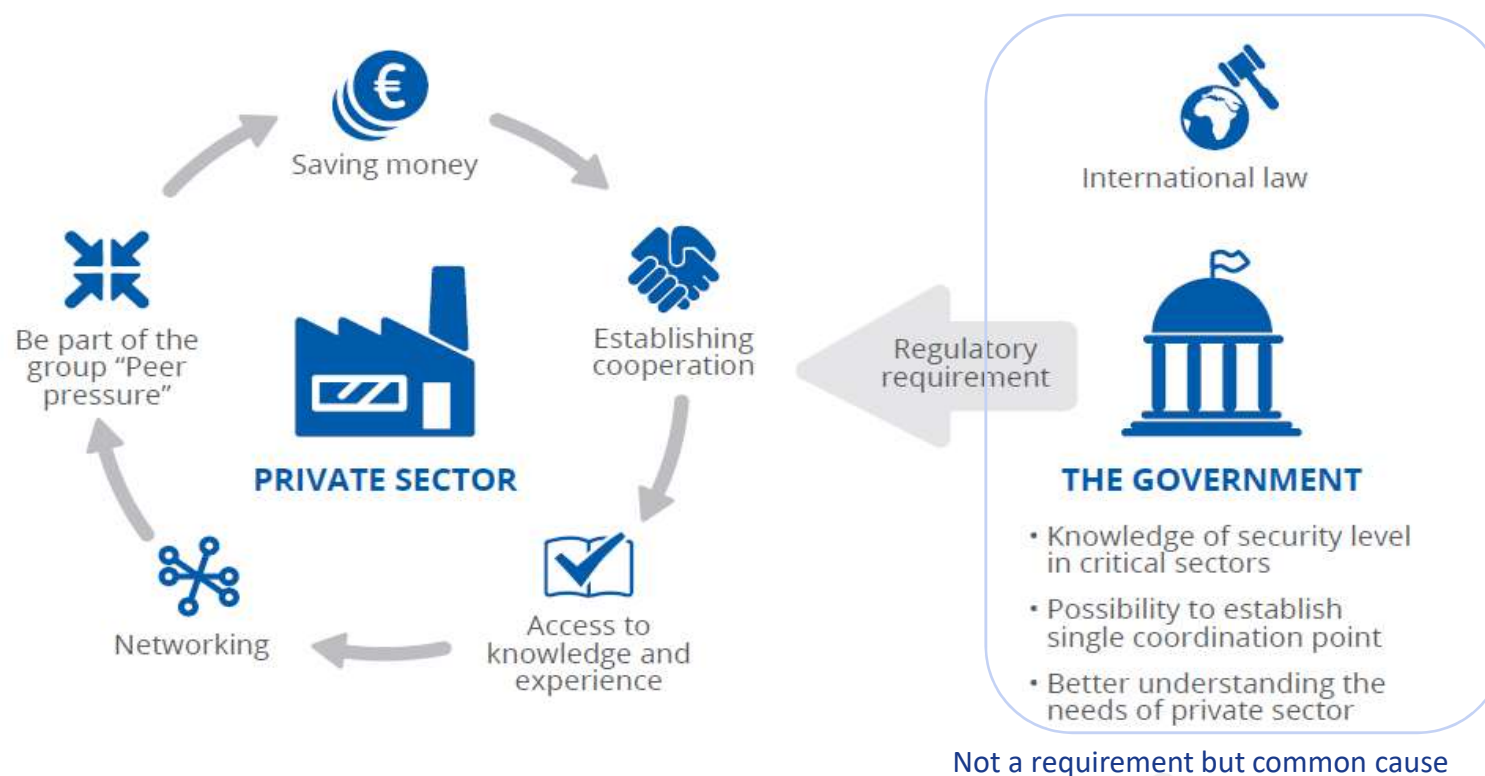 €
Saving money
International law
Be part of the
group “Peer
pressure”
Establishing
cooperation
Regulatory
requirement
PRIVATE SECTOR
THE GOVERNMENT
• Knowledge of security level
in critical sectors
• Possibility to establish
single coordination point
• Better understanding the
needs of private sector
Networking
Access to
knowledge and
experience
Not a requirement but common cause